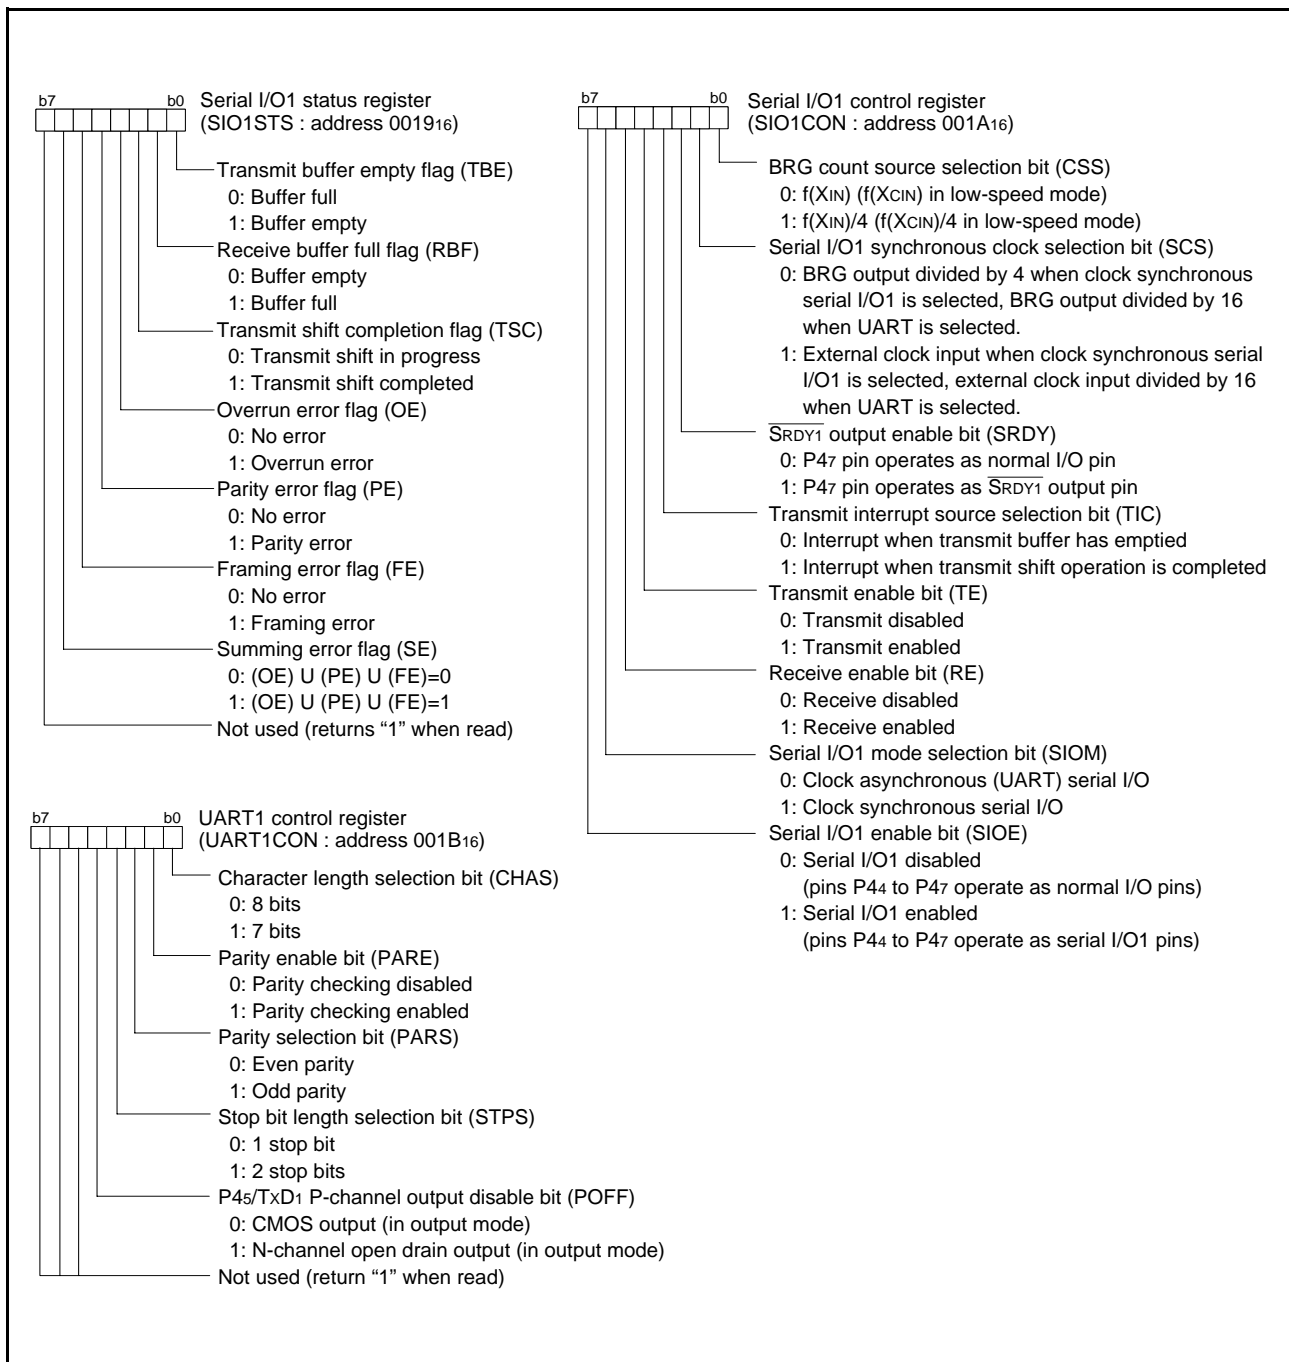 b7 b0 Serial I/O1 status register
(SIO1STS : address 001916)
Transmit buffer empty flag (TBE)
0: Buffer full
1: Buffer empty
Receive buffer full flag (RBF)
0: Buffer empty
1: Buffer full
Transmit shift completion flag (TSC)
0: Transmit shift in progress
1: Transmit shift completed
Overrun error flag (OE)
0: No error
1: Overrun error
Parity error flag (PE)
0: No error
1: Parity error
Framing error flag (FE)
0: No error
1: Framing error
Summing error flag (SE)
0: (OE) U (PE) U (FE)=0
1: (OE) U (PE) U (FE)=1
Not used (returns “1” when read)
b7 b0 UART1 control register
(UART1CON : address 001B16)
Character length selection bit (CHAS)
0: 8 bits
1: 7 bits
Parity enable bit (PARE)
0: Parity checking disabled
1: Parity checking enabled
Parity selection bit (PARS)
0: Even parity
1: Odd parity
Stop bit length selection bit (STPS)
0: 1 stop bit
1: 2 stop bits
P45/TxD1 P-channel output disable bit (POFF)
0: CMOS output (in output mode)
1: N-channel open drain output (in output mode)
Not used (return “1” when read)
b7 b0 Serial I/O1 control register
(SIO1CON : address 001A16)
BRG count source selection bit (CSS)
0: f(XIN) (f(XCIN) in low-speed mode)
1: f(XIN)/4 (f(XCIN)/4 in low-speed mode)
Serial I/O1 synchronous clock selection bit (SCS)
0: BRG output divided by 4 when clock synchronous
serial I/O1 is selected, BRG output divided by 16
when UART is selected.
1: External clock input when clock synchronous serial
I/O1 is selected, external clock input divided by 16
when UART is selected.
SRDY1 output enable bit (SRDY)
0: P47 pin operates as normal I/O pin
1: P47 pin operates as SRDY1 output pin
Transmit interrupt source selection bit (TIC)
0: Interrupt when transmit buffer has emptied
1: Interrupt when transmit shift operation is completed
Transmit enable bit (TE)
0: Transmit disabled
1: Transmit enabled
Receive enable bit (RE)
0: Receive disabled
1: Receive enabled
Serial I/O1 mode selection bit (SIOM)
0: Clock asynchronous (UART) serial I/O
1: Clock synchronous serial I/O
Serial I/O1 enable bit (SIOE)
0: Serial I/O1 disabled
(pins P44 to P47 operate as normal I/O pins)
1: Serial I/O1 enabled
(pins P44 to P47 operate as serial I/O1 pins)